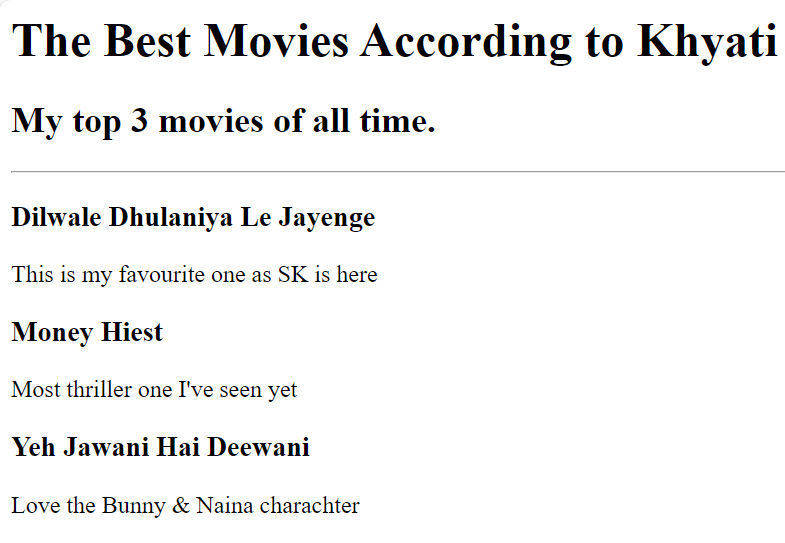 The Best Movies According to Khyati
My top 3 movies of all time.
Dilwale Dhulaniya Le Jayenge
This is my favourite one as SK is here
Money Hiest
Most thriller one I've seen yet
Yeh Jawani Hai Deewani
Love the Bunny & Naina charachter